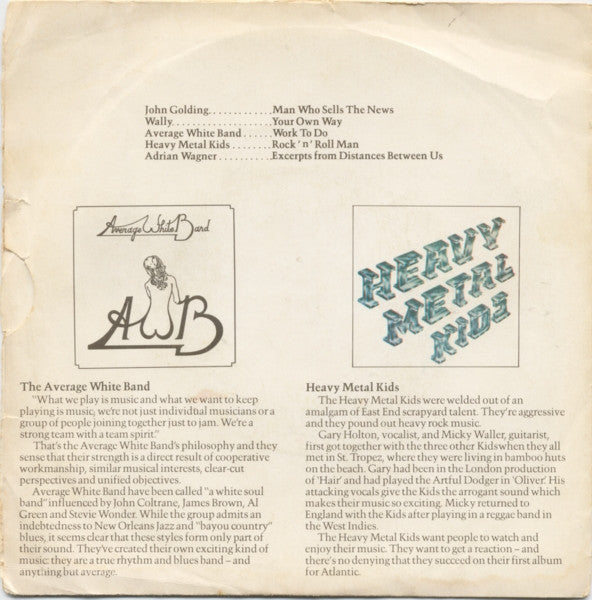 John Golding............Man Who Sells The News
Wally.................Your Own Way
Average White Band......Work To Do
Heavy Metal Kids........Rock 'n' Roll Man
Adrian Wagner..........Excerpts from Distances Between Us
Average White Band
AWB
HEAVY
METAL
KIDS
The Average White Band
"What we play is music and what we want to keep
playing is music; we're not just individtual musicians or a
group of people joining together just to jam. We're a
strong team with a team spirit."
That's the Average White Band's philosophy and they
sense that their strength is a direct result of cooperative
workmanship, similar musical interests, clear-cut
perspectives and unified objectives.
Average White Band have been called "a white soul
band" influenced by John Coltrane, James Brown, Al
Green and Stevie Wonder. While the group admits an
indebtedness to New Orleans Jazz and "bayou country"
blues, it seems clear that these styles form only part of
their sound. They've created their own exciting kind of
music: they are a true rhythm and blues band – and
anything but average.
Heavy Metal Kids
The Heavy Metal Kids were welded out of an
amalgam of East End scrapyard talent. They're aggressive
and they pound out heavy rock music.
Gary Holton, vocalist, and Micky Waller, guitarist,
first got together with the three other Kids when they all
met in St. Tropez, where they were living in bamboo huts
on the beach. Gary had been in the London production
of 'Hair' and had played the Artful Dodger in 'Oliver.' His
attacking vocals give the Kids the arrogant sound which
makes their music so exciting. Micky returned to
England with the Kids after playing in a reggae band in
the West Indies.
The Heavy Metal Kids want people to watch and
enjoy their music. They want to get a reaction – and
there's no denying that they succeed on their first album
for Atlantic.